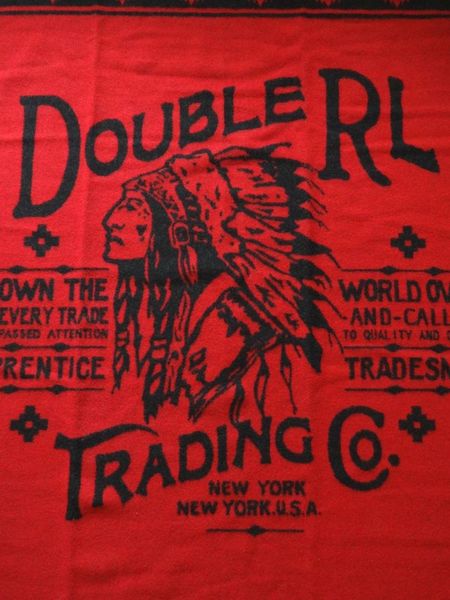 DOUBLE RL
OWN THE
EVERY TRADE
PASSED ATTENTION
PRENTICE
WORLD OV
-AND-CALL
TO QUALITY AND
TRADESN
TRADING CO.
NEW YORK
NEW YORK.U.S.A.